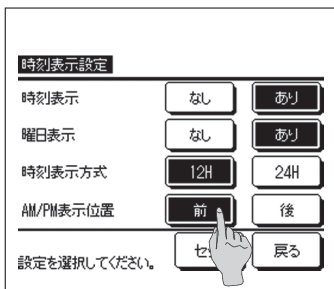 時刻表示設定
時刻表示 なし あり
曜日表示 なし あり
時刻表示方式 12H 24H
AM/PM表示位置 前 後
設定を選択してください。 戻る